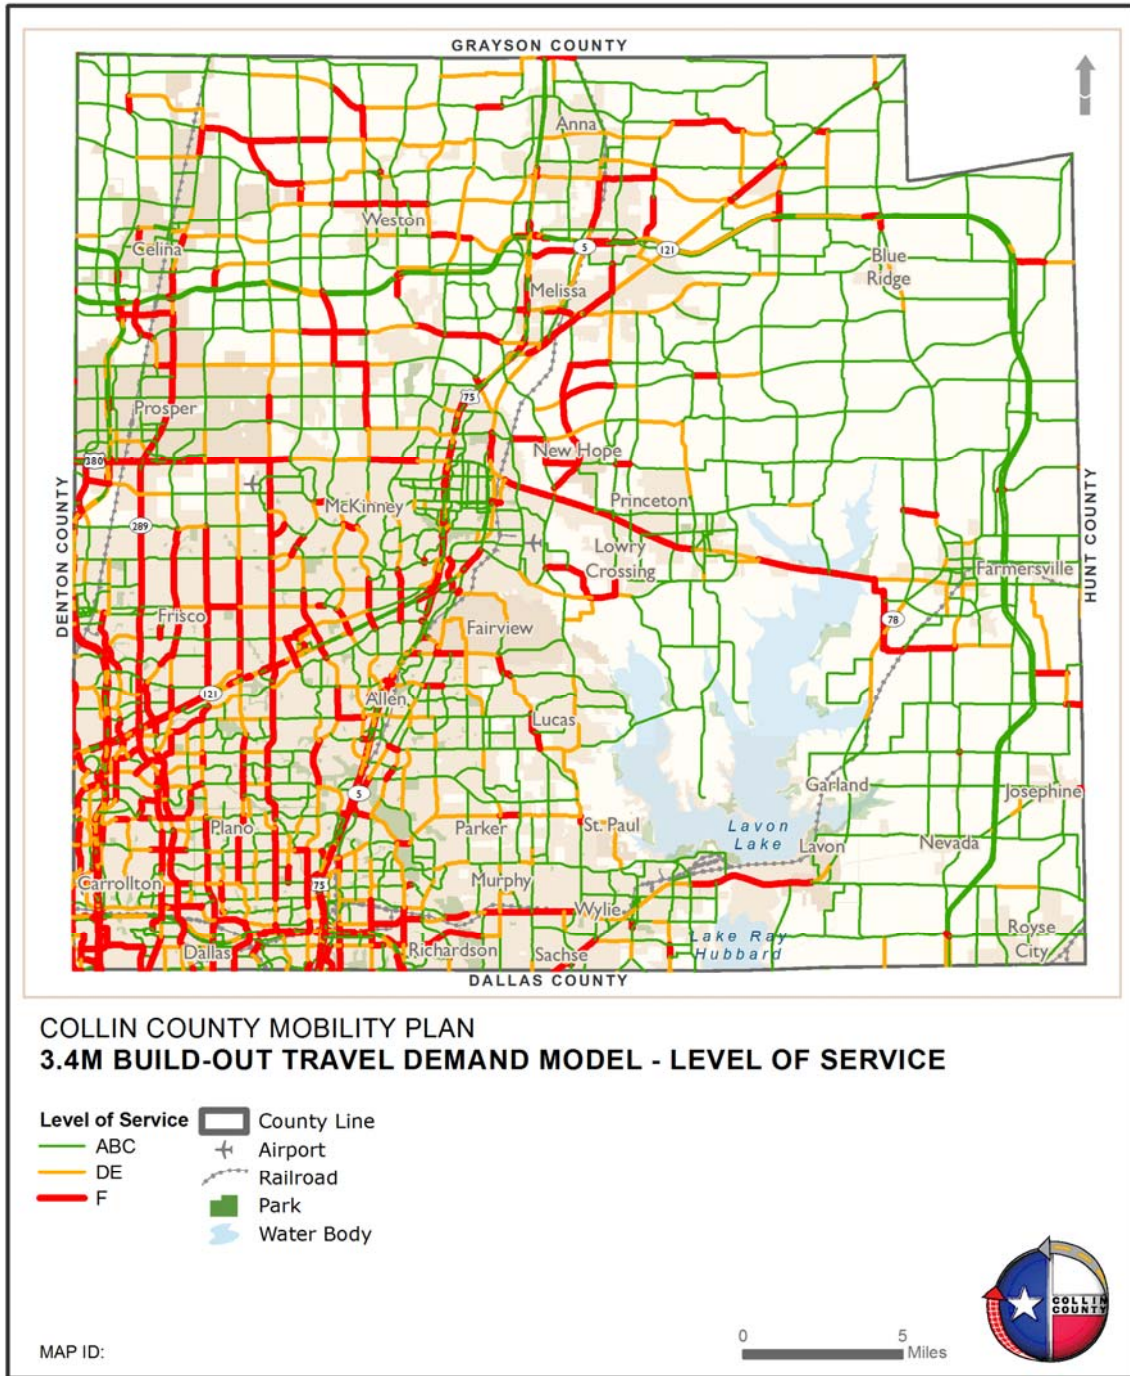 GRAYSON COUNTY
Anna
Weston
Celina
5
121
Blue
Ridge
Melissa
75
Prosper
380
New Hope
HUNT COUNTY
DENTON COUNTY
McKinney
Princeton
289
Lowry
Crossing
Farmersville
Frisco
78
Fairview
121
Allen
Lucas
5
Garland
Josephine
Plano
Parker
St. Paul
Lavon
Lake
Lavon
Nevada
75
Carrollton
Murphy
Wylie
Royse
City
Dallas
Richardson
Sachse
Lake Ray
Hubbard
DALLAS COUNTY
COLLIN COUNTY MOBILITY PLAN
3.4M BUILD-OUT TRAVEL DEMAND MODEL - LEVEL OF SERVICE
Level of Service
ABC
DE
F
County Line
Airport
Railroad
Park
Water Body
COLLIN
COUNTY
MAP ID:
0 5
Miles